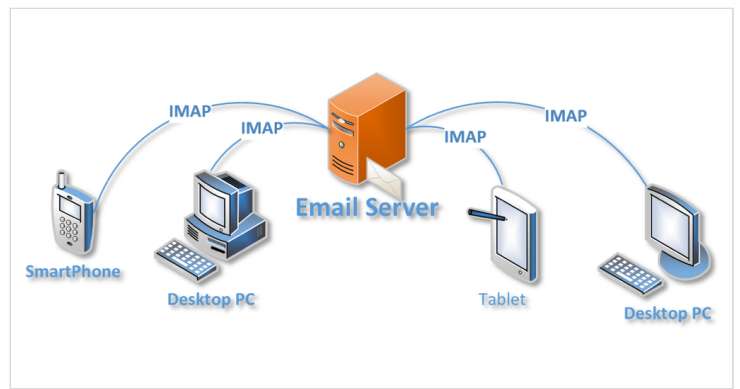 IMAP
IMAP
IMAP
IMAP
Email Server
SmartPhone
Desktop PC
Tablet
Desktop PC